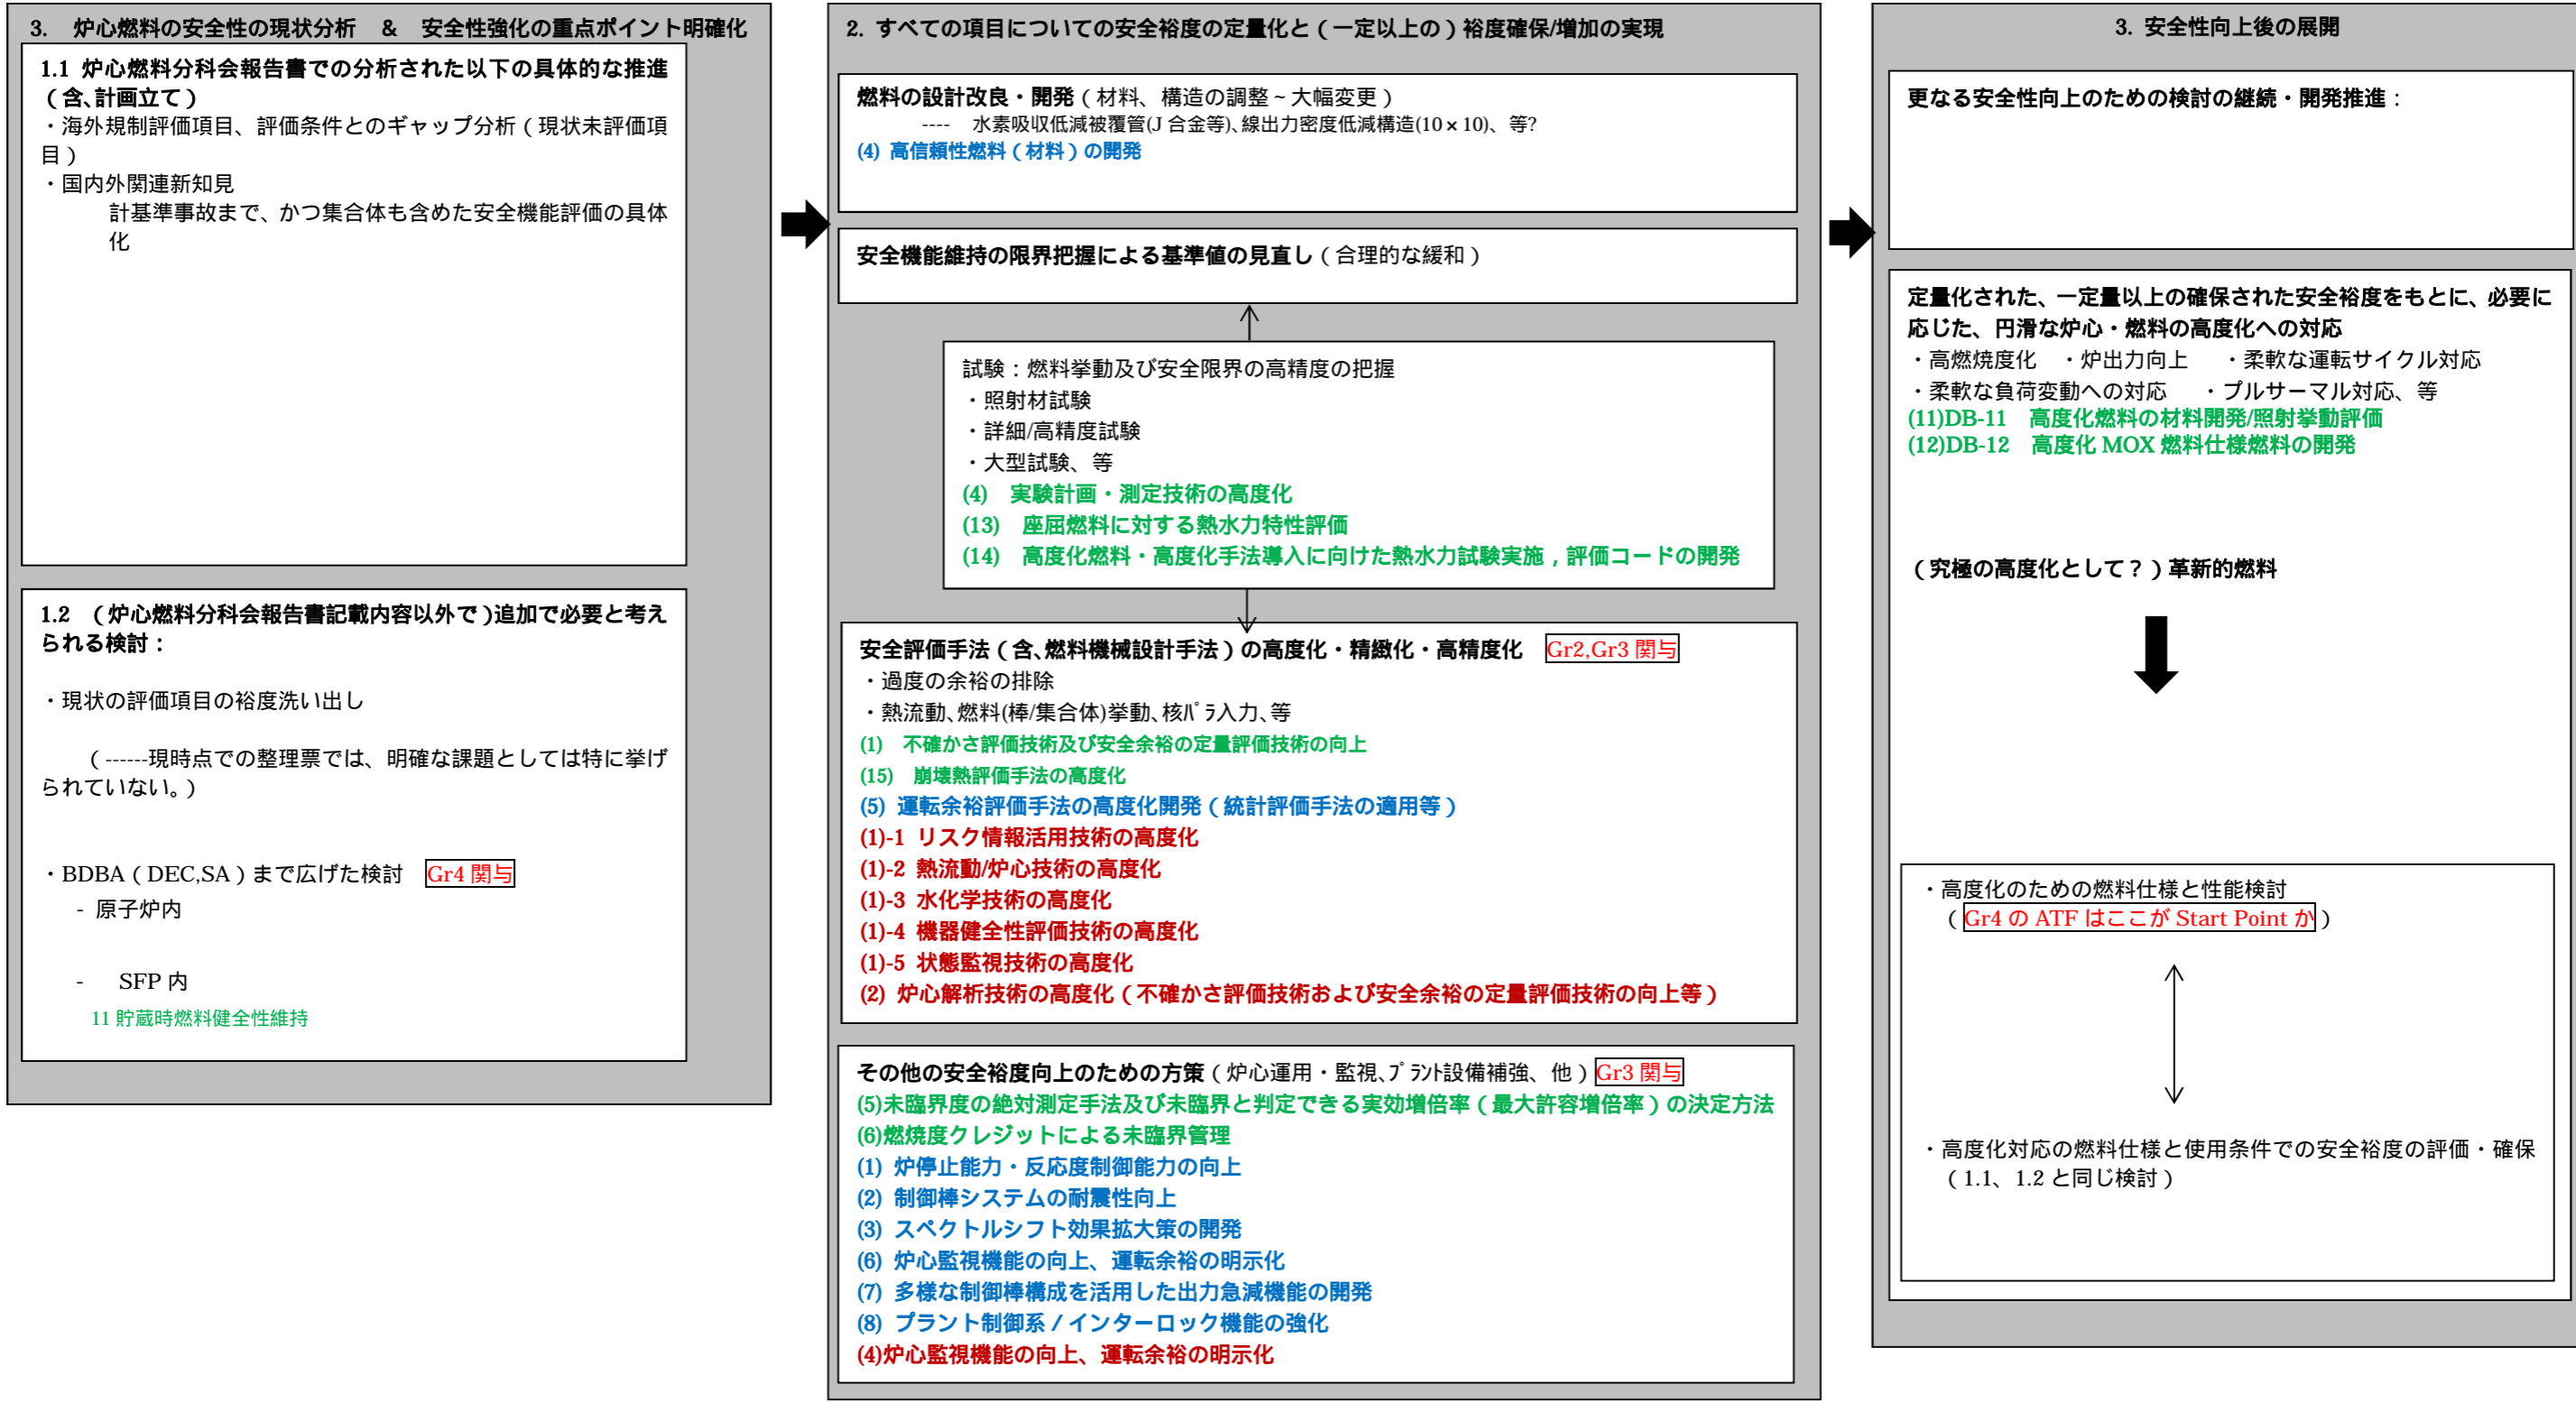 3. 炉心燃料の安全性の現状分析 ＆ 安全性強化の重点ポイント明確化
1.1 炉心燃料分科会報告書での分析された以下の具体的な推進
（含、計画立て）
・海外規制評価項目、評価条件とのギャップ分析（現状未評価項
目）
・国内外関連新知見
計基準事故まで、かつ集合体も含めた安全機能評価の具体
化
1.2 （炉心燃料分科会報告書記載内容以外で）追加で必要と考え
られる検討：
・現状の評価項目の裕度洗い出し
（------現時点での整理票では、明確な課題としては特に挙げ
られていない。）
・BDBA（DEC,SA）まで広げた検討 Gr4 関与
- 原子炉内
- SFP 内
11 貯蔵時燃料健全性維持
2. すべての項目についての安全裕度の定量化と（一定以上の）裕度確保/増加の実現
燃料の設計改良・開発（材料、構造の調整～大幅変更）
---- 水素吸収低減被覆管(J 合金等)、線出力密度低減構造(10×10)、等?
(4) 高信頼性燃料（材料）の開発
安全機能維持の限界把握による基準値の見直し（合理的な緩和）
試験：燃料挙動及び安全限界の高精度の把握
・照射材試験
・詳細/高精度試験
・大型試験、等
(4) 実験計画・測定技術の高度化
(13) 座屈燃料に対する熱水力特性評価
(14) 高度化燃料・高度化手法導入に向けた熱水力試験実施，評価コードの開発
安全評価手法（含、燃料機械設計手法）の高度化・精緻化・高精度化 Gr2,Gr3 関与
・過度の余裕の排除
・熱流動、燃料(棒/集合体)挙動、核ﾊﾟﾗ入力、等
(1) 不確かさ評価技術及び安全余裕の定量評価技術の向上
(15) 崩壊熱評価手法の高度化
(5) 運転余裕評価手法の高度化開発（統計評価手法の適用等）
(1)-1 リスク情報活用技術の高度化
(1)-2 熱流動/炉心技術の高度化
(1)-3 水化学技術の高度化
(1)-4 機器健全性評価技術の高度化
(1)-5 状態監視技術の高度化
(2) 炉心解析技術の高度化（不確かさ評価技術および安全余裕の定量評価技術の向上等）
その他の安全裕度向上のための方策（炉心運用・監視、ﾌﾟﾗﾝﾄ設備補強、他）Gr3 関与
(5)未臨界度の絶対測定手法及び未臨界と判定できる実効増倍率（最大許容増倍率）の決定方法
(6)燃焼度クレジットによる未臨界管理
(1) 炉停止能力・反応度制御能力の向上
(2) 制御棒システムの耐震性向上
(3) スペクトルシフト効果拡大策の開発
(6) 炉心監視機能の向上、運転余裕の明示化
(7) 多様な制御棒構成を活用した出力急減機能の開発
(8) プラント制御系／インターロック機能の強化
(4)炉心監視機能の向上、運転余裕の明示化
3. 安全性向上後の展開
更なる安全性向上のための検討の継続・開発推進：
定量化された、一定量以上の確保された安全裕度をもとに、必要に
応じた、円滑な炉心・燃料の高度化への対応
・高燃焼度化 ・炉出力向上 ・柔軟な運転サイクル対応
・柔軟な負荷変動への対応 ・プルサーマル対応、等
(11)DB-11 高度化燃料の材料開発/照射挙動評価
(12)DB-12 高度化 MOX 燃料仕様燃料の開発
（究極の高度化として？）革新的燃料
・高度化のための燃料仕様と性能検討
（Gr4 の ATF はここが Start Point か）
・高度化対応の燃料仕様と使用条件での安全裕度の評価・確保
（1.1、1.2 と同じ検討）